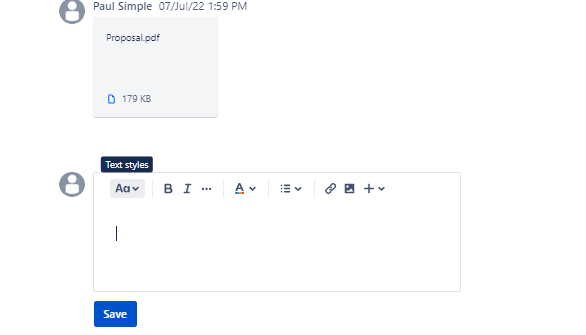 Paul Simple 07/Jul/22 1:59 PM
Proposal.pdf
179 KB
Text styles
Aa B I ... A
Save